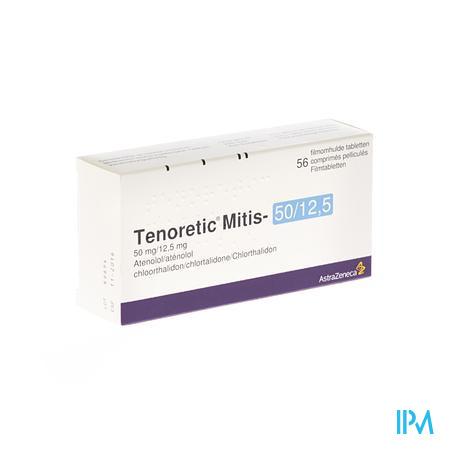 56 filmomhulde tabletten
comprimés pelliculés
Filmtabletten
Tenoretic® Mitis- 50/12,5
50 mg/12,5 mg
Atenolol/aténolol
chloorthalidon/chlortalidone/Chlorthalidon
AstraZeneca
IPM